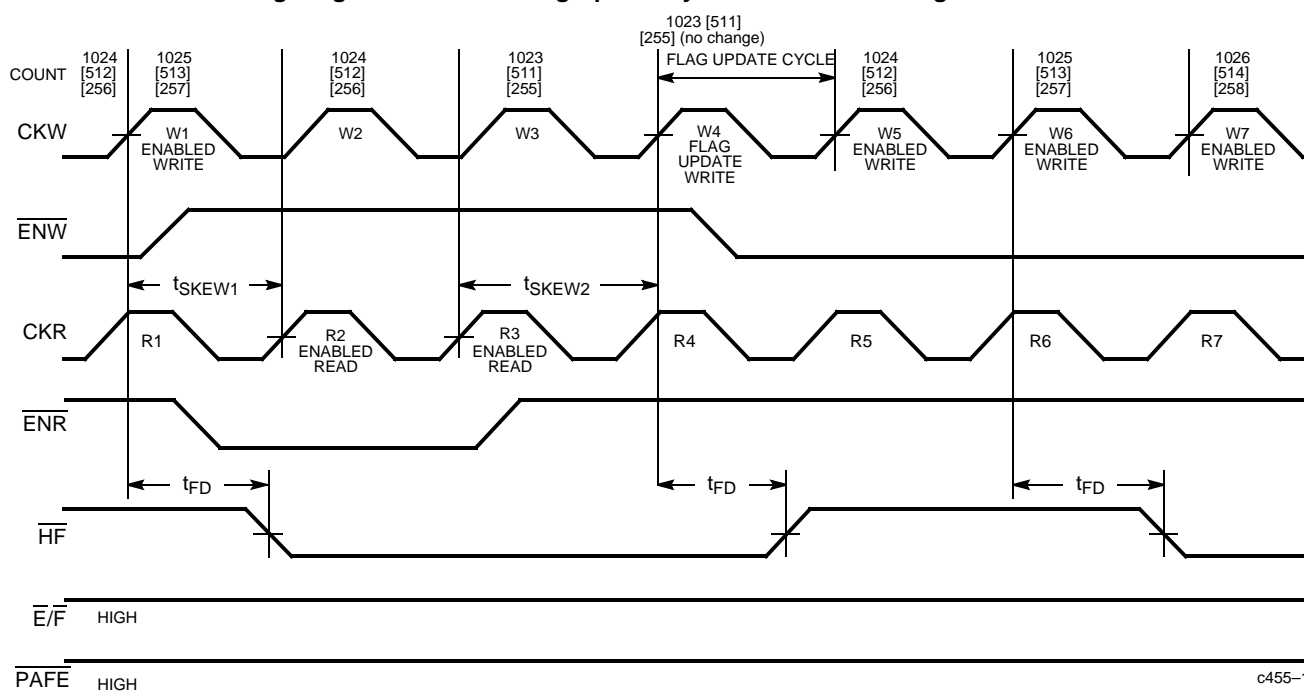 1023 [511]
[255] (no change)
COUNT 1024 [512] [256] 1025 [513] [257] 1024 [512] [256] 1023 [511] [255] FLAG UPDATE CYCLE 1024 [512] [256] 1025 [513] [257] 1026 [514] [258]
CKW W1 ENABLED WRITE W2 W3 W4 FLAG UPDATE WRITE W5 ENABLED WRITE W6 ENABLED WRITE W7 ENABLED WRITE
ENW
tSKEW1 tSKEW2
CKR R1 R2 ENABLED READ R3 ENABLED READ R4 R5 R6 R7
ENR
tFD tFD tFD
HF
E/F HIGH
PAFE HIGH